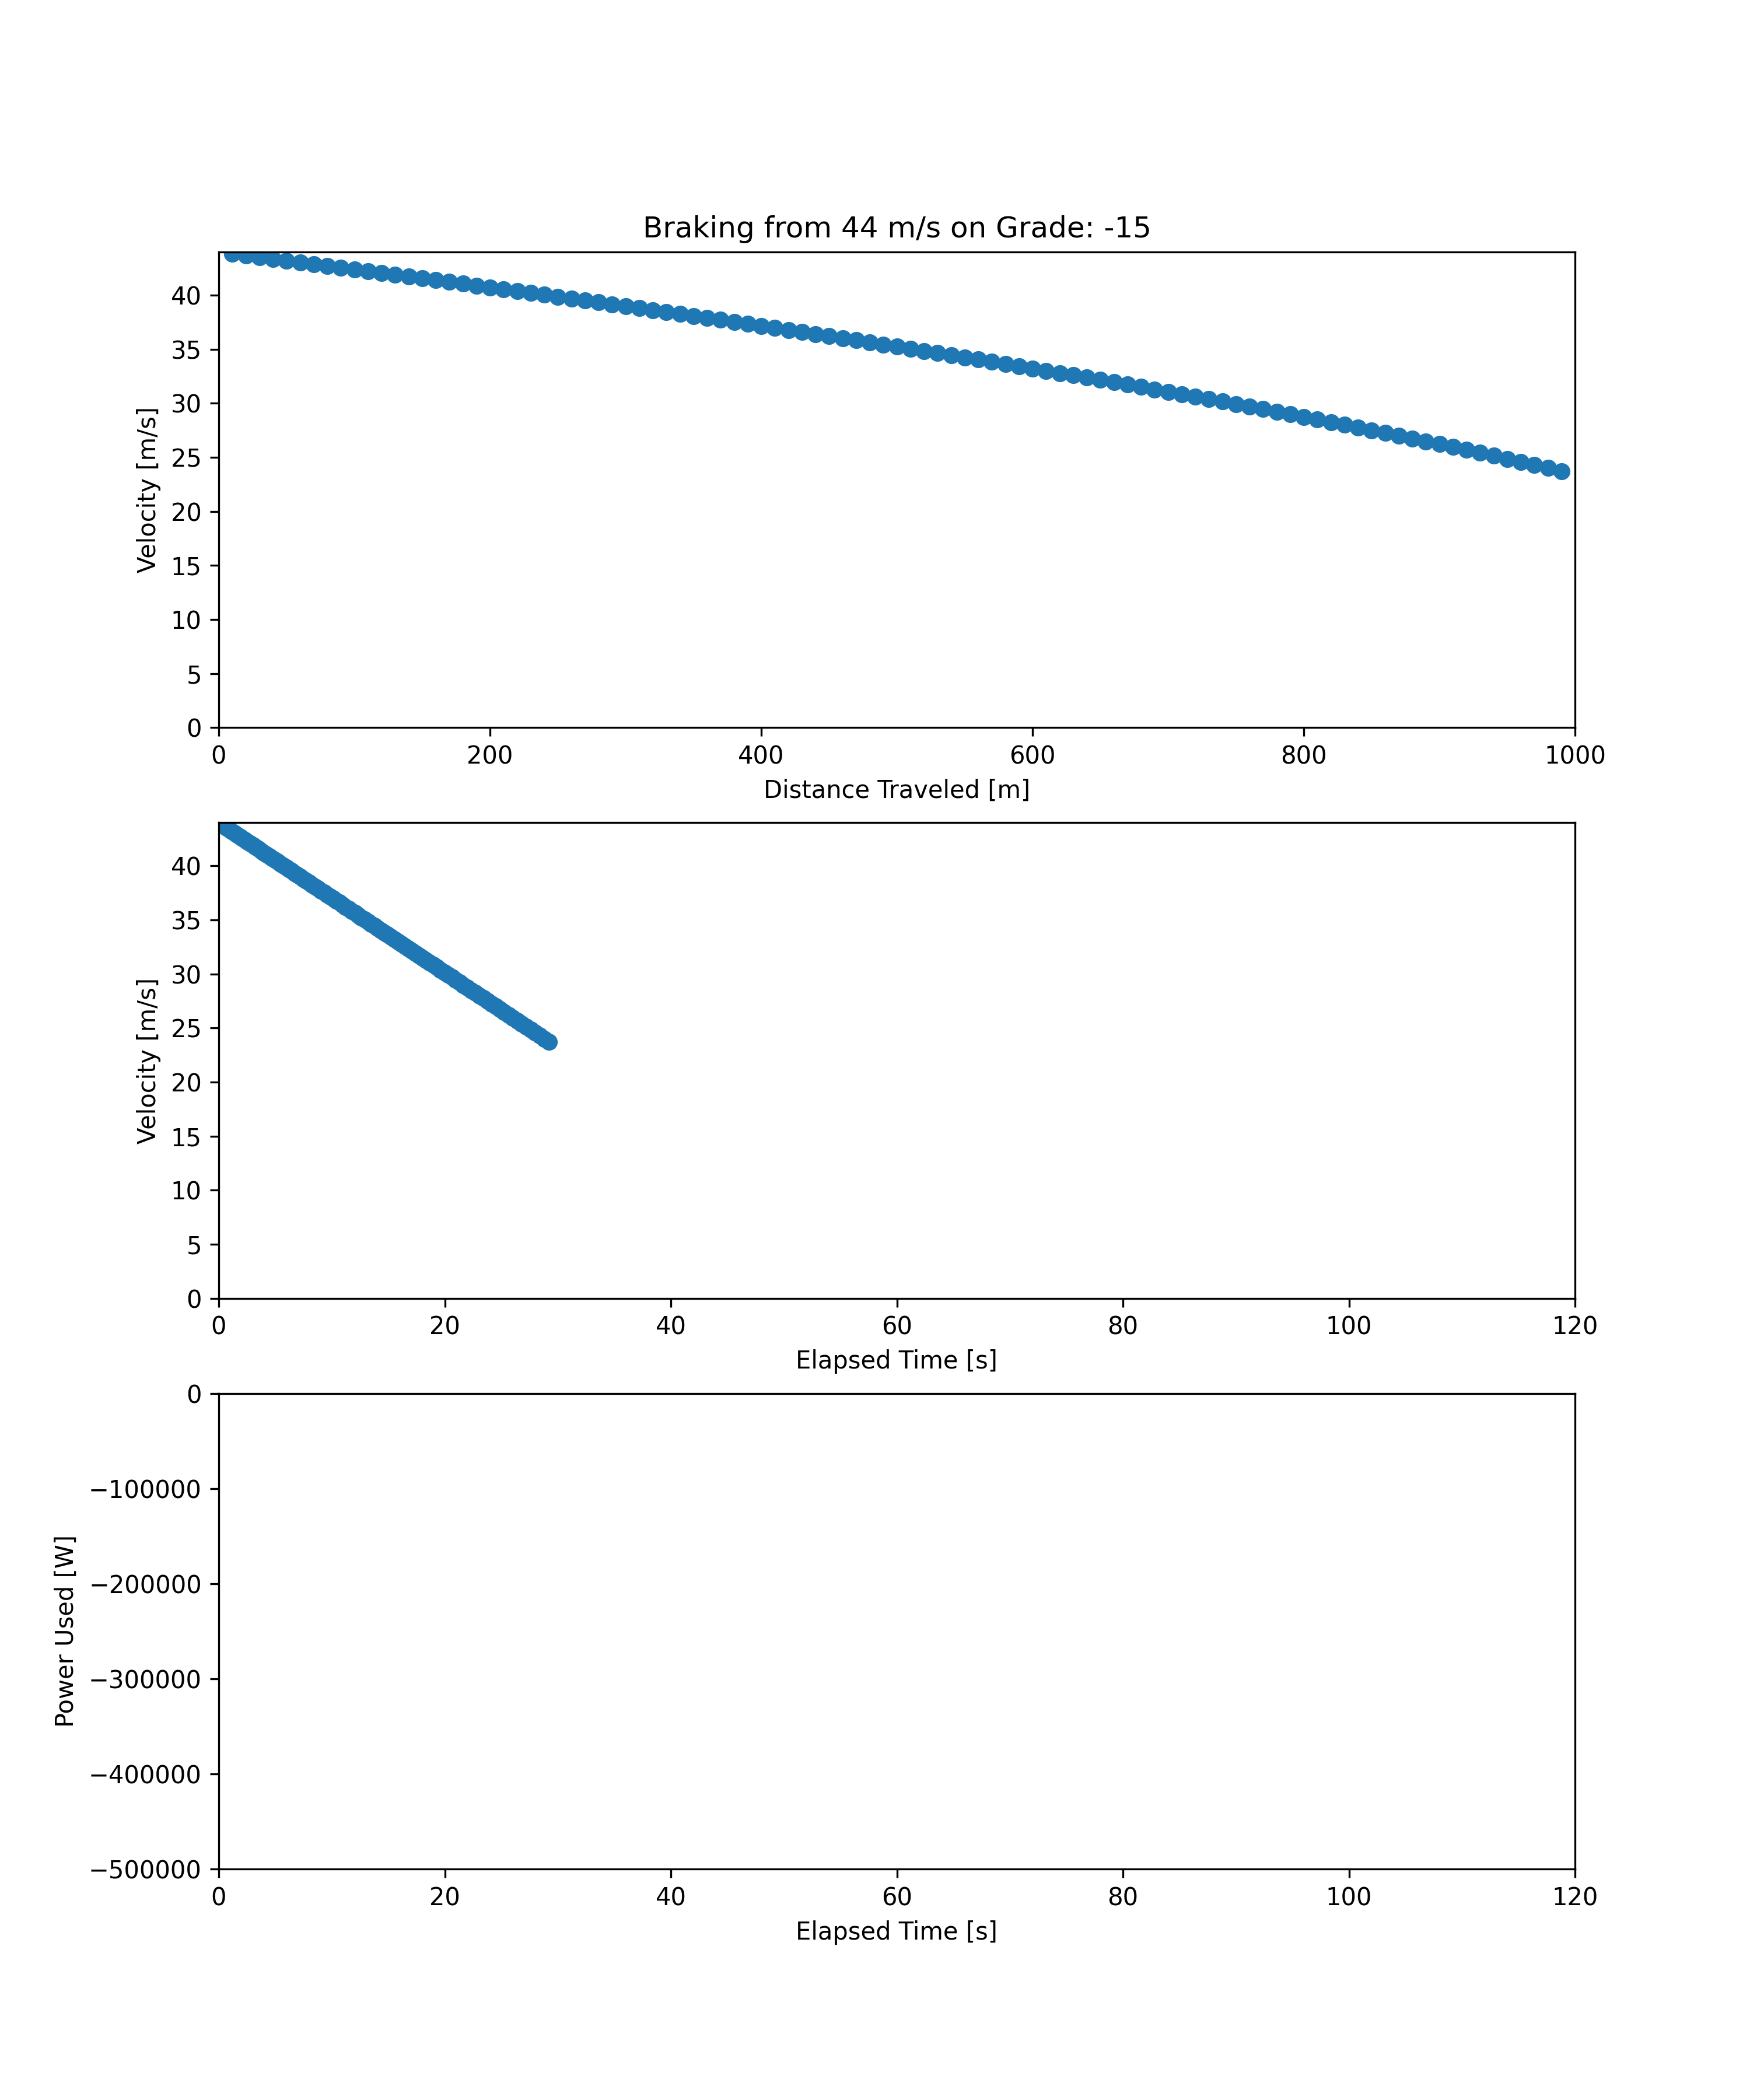 Braking from 44 m/s on Grade: -15
40
35
30
25
20
15
10
5
0
Velocity [m/s]
0 200 400 600 800 1000
Distance Traveled [m]
40
35
30
25
20
15
10
5
0
Velocity [m/s]
0 20 40 60 80 100 120
Elapsed Time [s]
0
−100000
−200000
−300000
−400000
−500000
Power Used [W]
0 20 40 60 80 100 120
Elapsed Time [s]